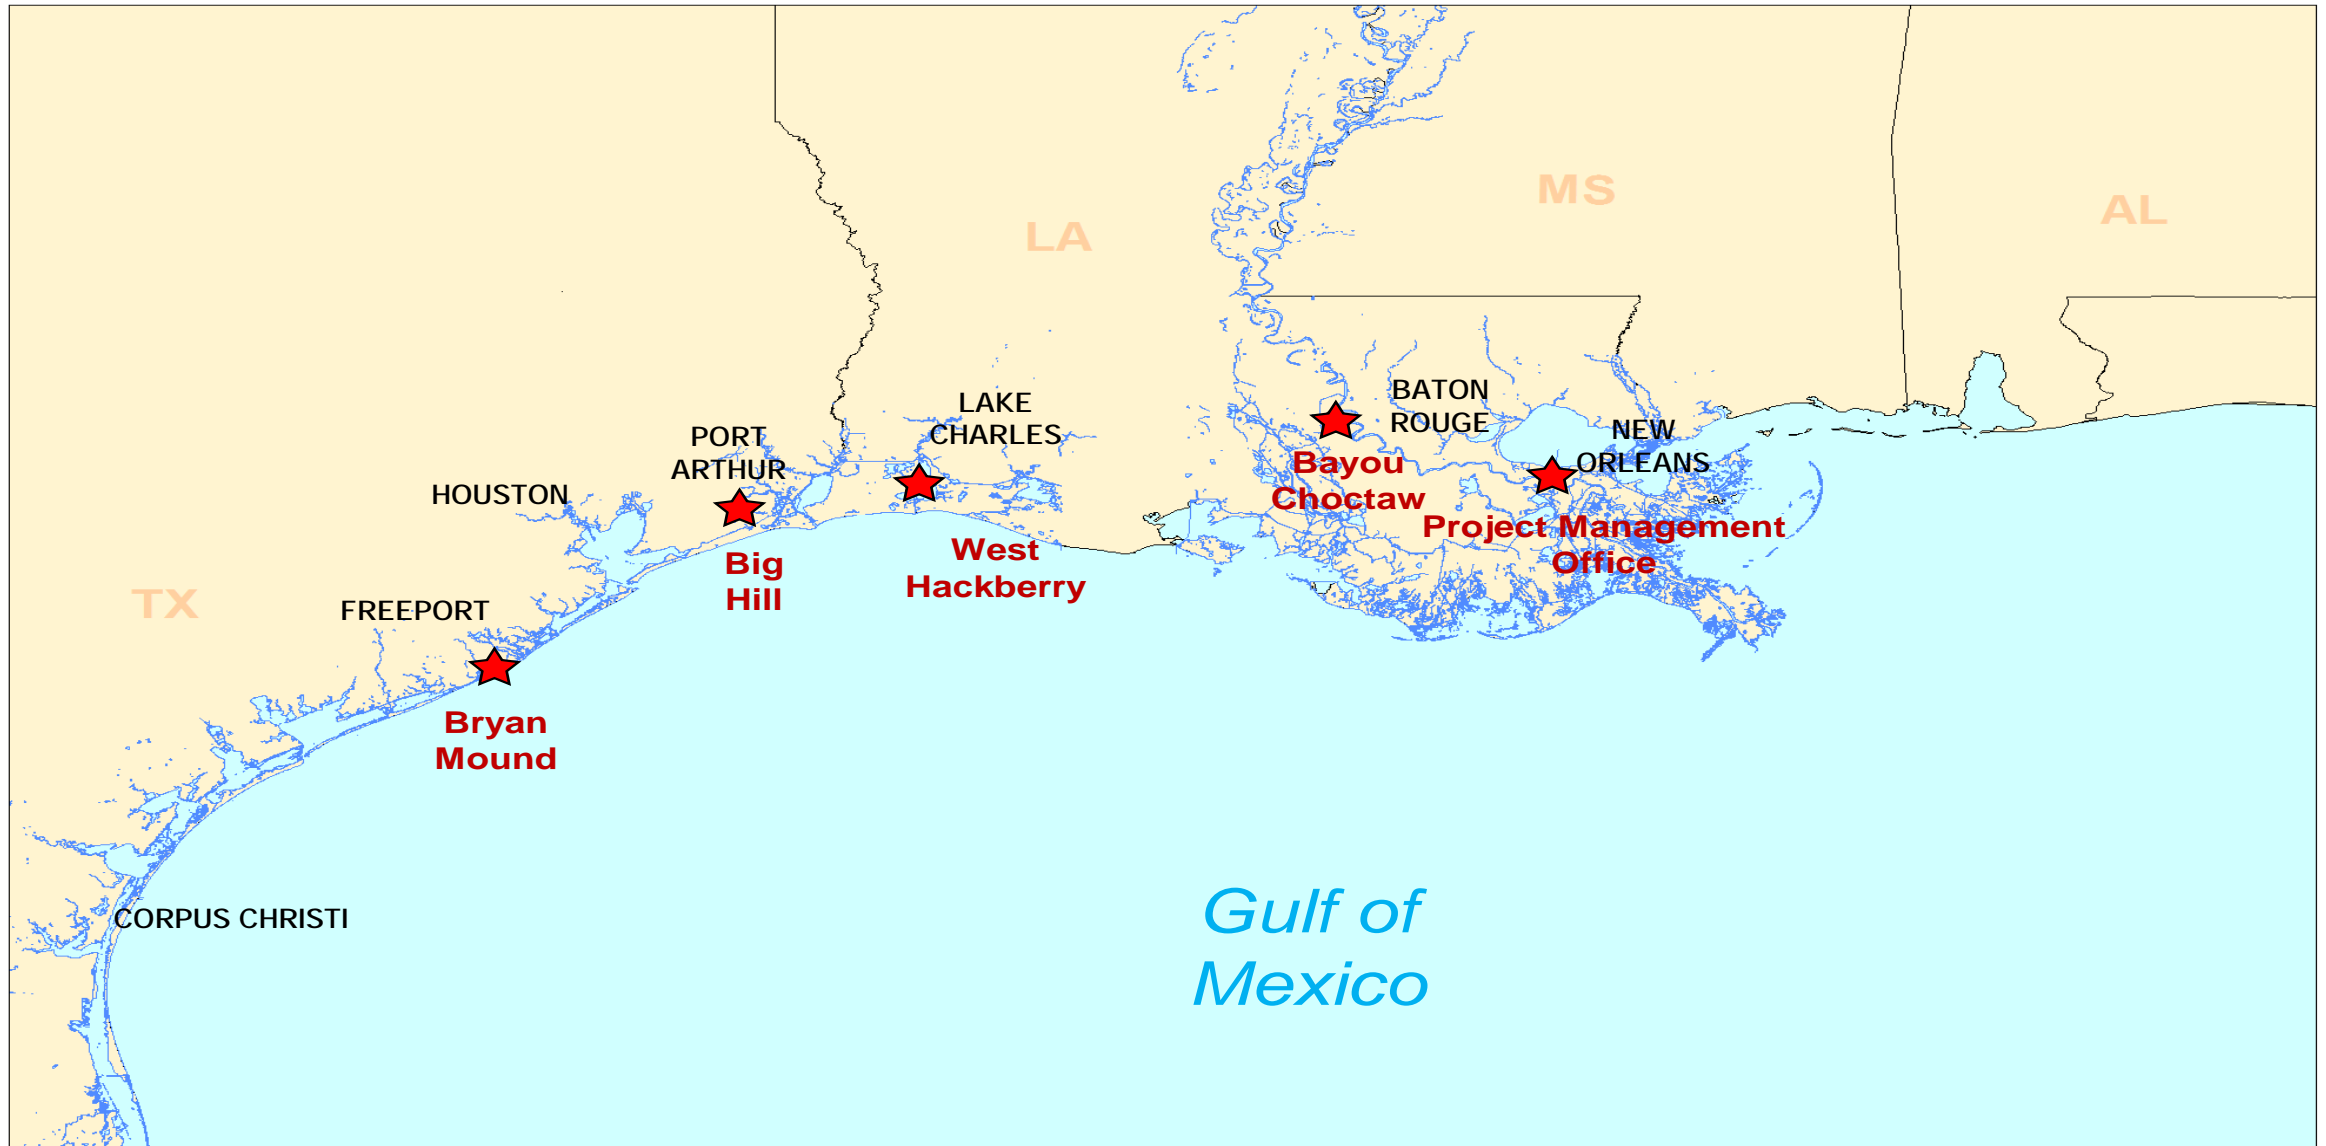 MS
AL
LA
BATON
ROUGE
LAKE
CHARLES
NEW
ORLEANS
PORT
ARTHUR
HOUSTON
Bayou
Choctaw
Project Management
Office
West
Hackberry
Big
Hill
TX
FREEPORT
Bryan
Mound
CORPUS CHRISTI
Gulf of
Mexico